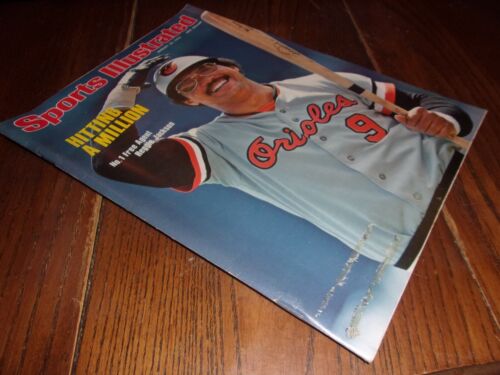 Sports Illustrated
HITTING
A MILLION
No.1 Free Agent
Reggie Jackson
Orioles
9